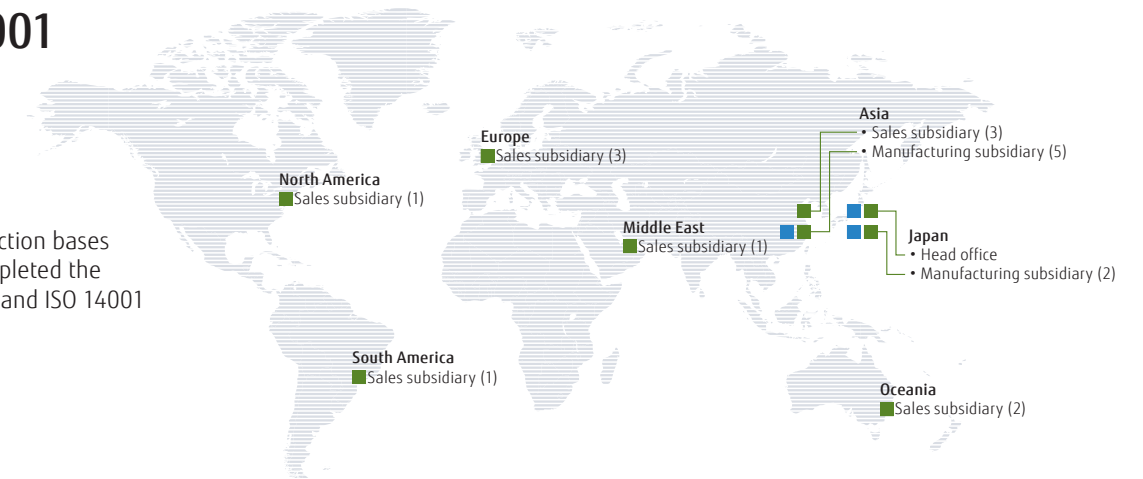 001
ction bases
pleted the
and ISO 14001
North America
Sales subsidiary (1)
South America
Sales subsidiary (1)
Europe
Sales subsidiary (3)
Middle East
Sales subsidiary (1)
Asia
• Sales subsidiary (3)
• Manufacturing subsidiary (5)
Japan
• Head office
• Manufacturing subsidiary (2)
Oceania
Sales subsidiary (2)